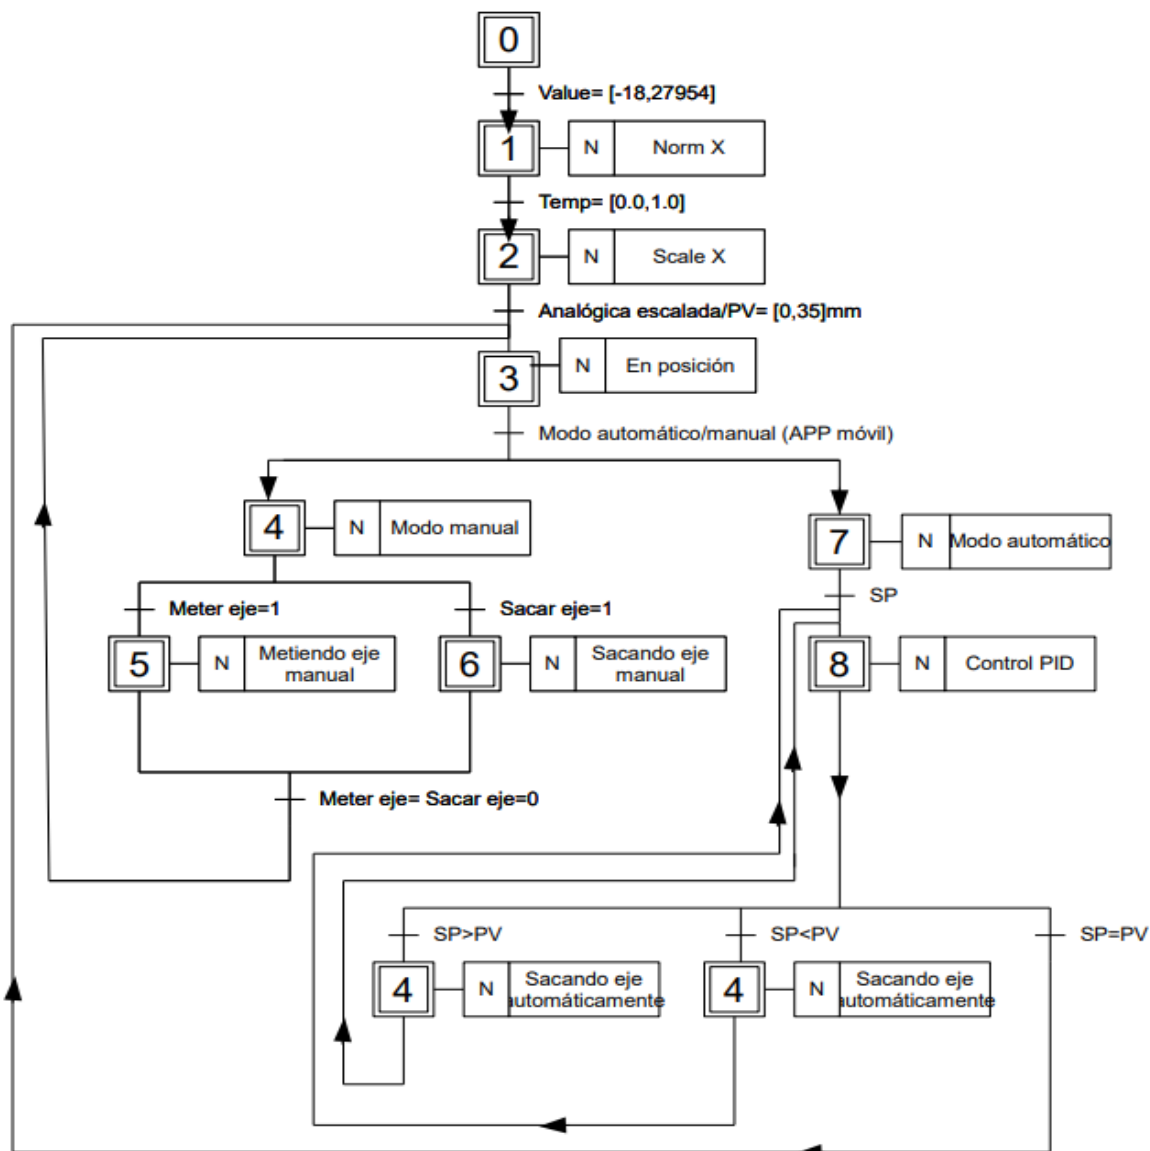 0
Value= [-18,27954]
1
N
Norm X
Temp= [0.0,1.0]
2
N
Scale X
Analógica escalada/PV= [0,35]mm
3
N
En posición
Modo automático/manual (APP móvil)
4
N
Modo manual
7
N
Modo automático
Meter eje=1
Sacar eje=1
SP
5
N
Metiendo eje
manual
6
N
Sacando eje
manual
8
N
Control PID
Meter eje= Sacar eje=0
SP>PV
SP<PV
SP=PV
4
N
Sacando eje
automáticamente
4
N
Sacando eje
automáticamente